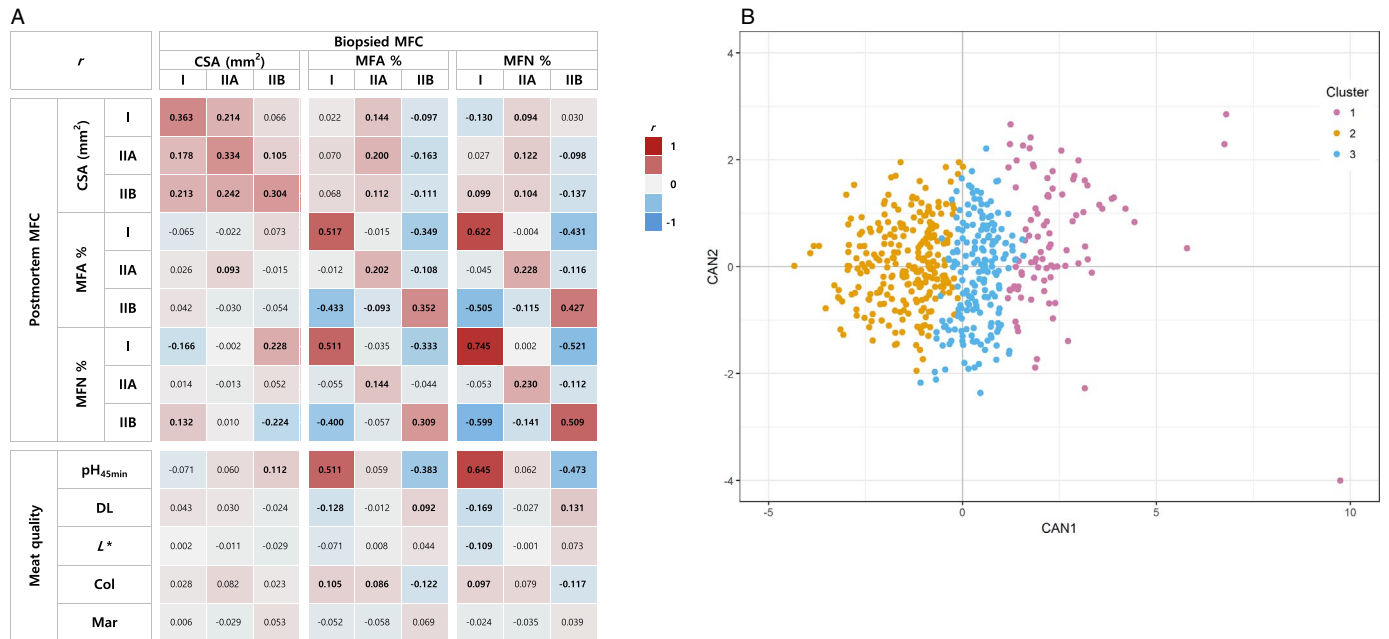 A
r
Biopsied MFC
CSA (mm²) MFA % MFN %
I IIA IIB I IIA IIB I IIA IIB
Postmortem MFC
CSA (mm²)
I 0.363 0.214 0.066 0.022 0.144 -0.097 -0.130 0.094 0.030
IIA 0.178 0.334 0.105 0.070 0.200 -0.163 0.027 0.122 -0.098
IIB 0.213 0.242 0.304 0.068 0.112 -0.111 0.099 0.104 -0.137
MFA %
I -0.065 -0.022 0.073 0.517 -0.015 -0.349 0.622 -0.004 -0.431
IIA 0.026 0.093 -0.015 -0.012 0.202 -0.108 -0.045 0.228 -0.116
IIB 0.042 -0.030 -0.054 -0.433 -0.093 0.352 -0.505 -0.115 0.427
MFN %
I -0.166 -0.002 0.228 0.511 -0.035 -0.333 0.745 0.002 -0.521
IIA 0.014 -0.013 0.052 -0.055 0.144 -0.044 -0.053 0.230 -0.112
IIB 0.132 0.010 -0.224 -0.400 -0.057 0.309 -0.599 -0.141 0.509
Meat quality
pH45min -0.071 0.060 0.112 0.511 0.059 -0.383 0.645 0.062 -0.473
DL 0.043 0.030 -0.024 -0.128 -0.012 0.092 -0.169 -0.027 0.131
L* 0.002 -0.011 -0.029 -0.071 0.008 0.044 -0.109 -0.001 0.073
Col 0.028 0.082 0.023 0.105 0.086 -0.122 0.097 0.079 -0.117
Mar 0.006 -0.029 0.053 -0.052 -0.058 0.069 -0.024 -0.035 0.039
r
1
0
-1
B
4
2
0
-2
-4
CAN2
-5 0 5 10
CAN1
Cluster
1
2
3